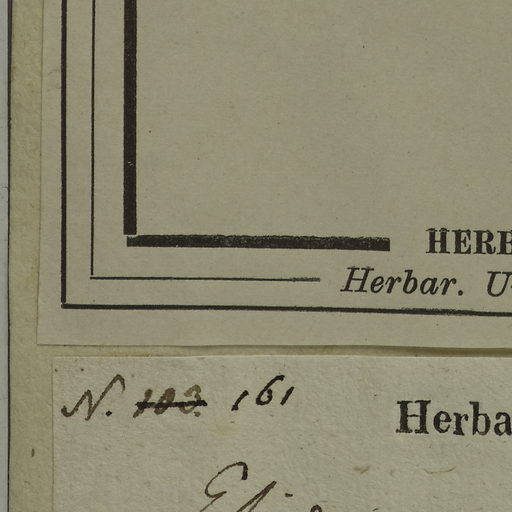 HERB
Herbar. U
N. 103. 161
Herba